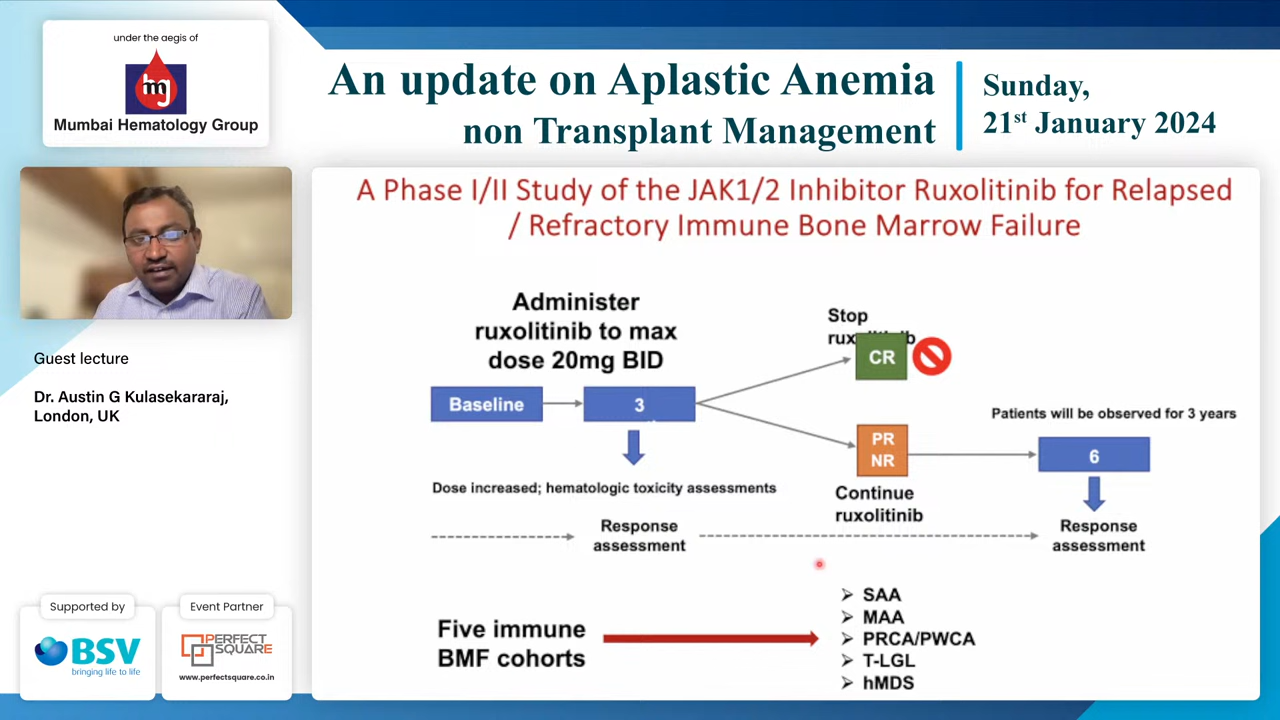 under the aegis of
hg
Mumbai Hematology Group
An update on Aplastic Anemia
non Transplant Management
Sunday,
21st January 2024
Guest lecture
Dr. Austin G Kulasekararaj,
London, UK
Supported by
BSV
bringing life to life
Event Partner
PERFECT
SQUARE
www.perfectsquare.co.in
A Phase I/II Study of the JAK1/2 Inhibitor Ruxolitinib for Relapsed
/ Refractory Immune Bone Marrow Failure
Administer
ruxolitinib to max
dose 20mg BID
Stop
ruxolitinib
CR
Baseline
3
PR
NR
Patients will be observed for 3 years
6
Dose increased; hematologic toxicity assessments
Continue
ruxolitinib
Response
assessment
Response
assessment
Five immune
BMF cohorts
➢ SAA
➢ MAA
➢ PRCA/PWCA
➢ T-LGL
➢ hMDS